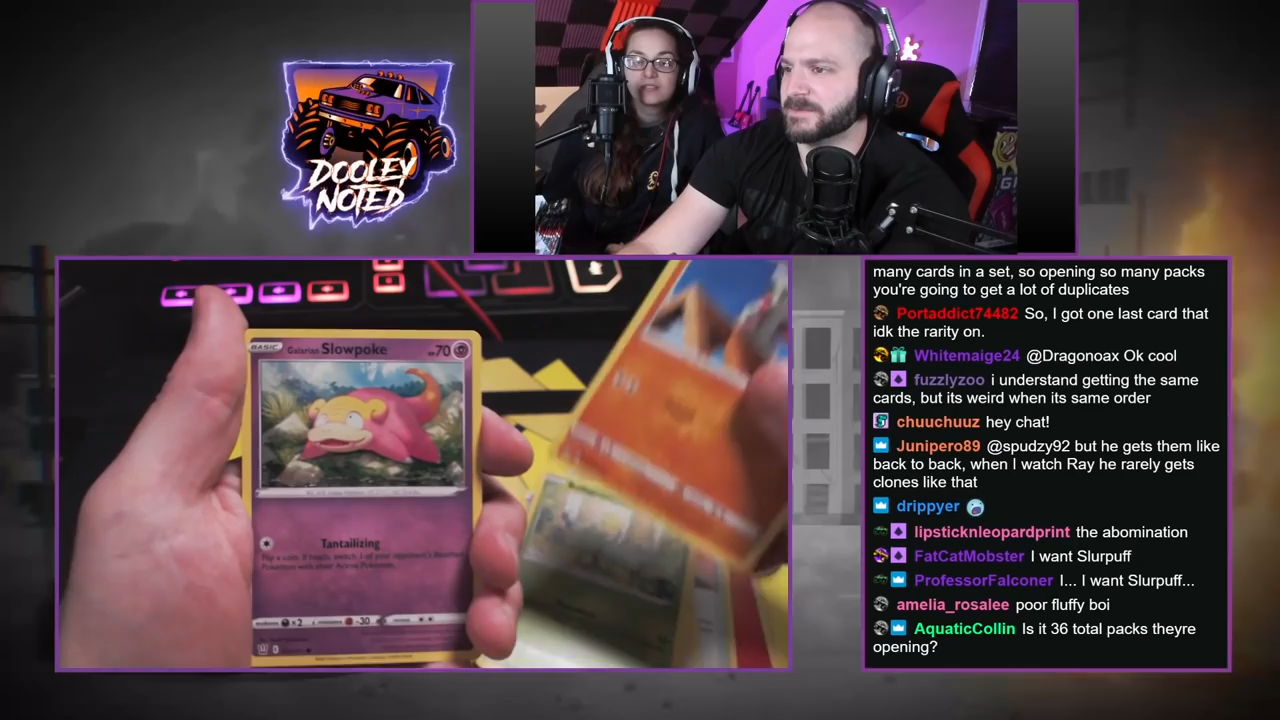 DOOLEY
NOTED
BASIC
Galarian Slowpoke
70
Tantalizing
×2
-30
many cards in a set, so opening so many packs
you're going to get a lot of duplicates
Portaddict74482 So, I got one last card that
idk the rarity on.
Whitemaige24 @Dragonoax Ok cool
fuzzlyzoo i understand getting the same
cards, but its weird when its same order
chuuchuuz hey chat!
Junipero89 @spudzy92 but he gets them like
back to back, when I watch Ray he rarely gets
clones like that
drippyer
lipsticknleopardprint the abomination
FatCatMobster I want Slurpuff
ProfessorFalconer I... I want Slurpuff...
amelia_rosalee poor fluffy boi
AquaticCollin Is it 36 total packs theyre
opening?